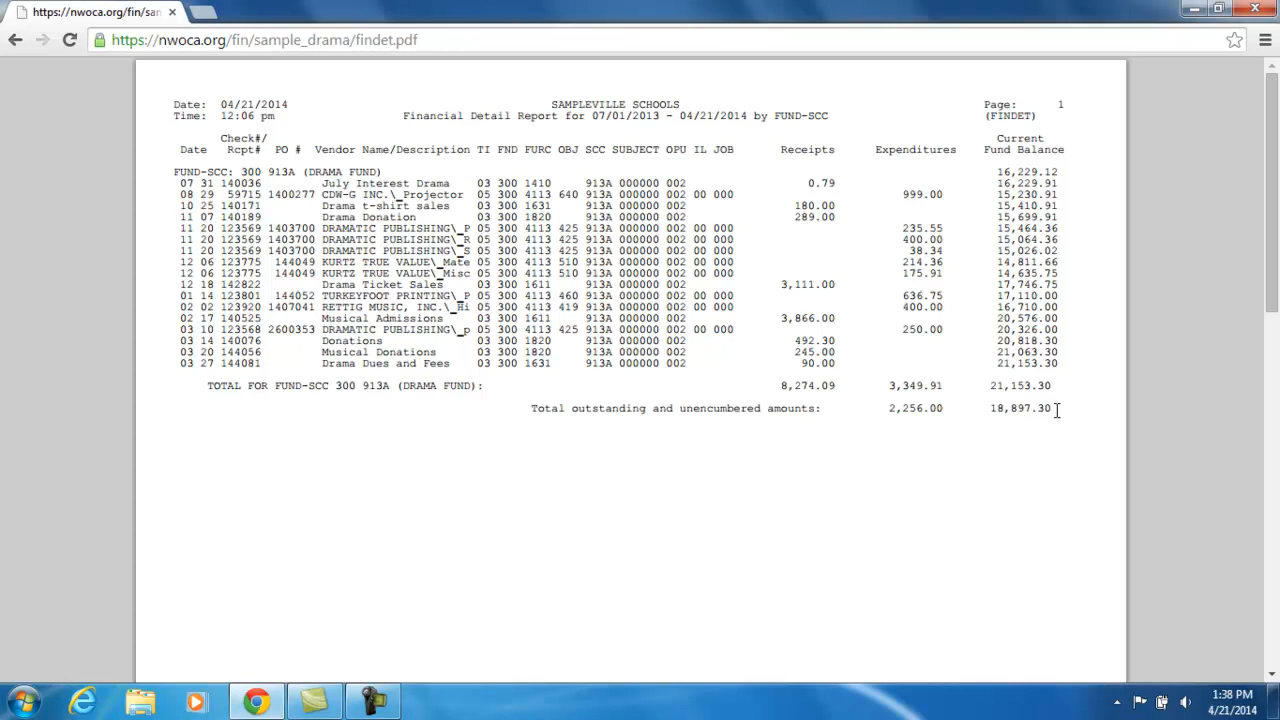 https://nwoca.org/fin/san
https://nwoca.org/fin/sample_drama/findet.pdf
Date: 04/21/2014 SAMPLEVILLE SCHOOLS Page: 1
Time: 12:06 pm Financial Detail Report for 07/01/2013 - 04/21/2014 by FUND-SCC (FINDET)
Check#/ Current
Date Rcpt# PO # Vendor Name/Description TI FND FURC OBJ SCC SUBJECT OPU IL JOB Receipts Expenditures Fund Balance
FUND-SCC: 300 913A (DRAMA FUND) 16,229.12
07 31 140036 July Interest Drama 03 300 1410 913A 000000 002 0.79 16,229.91
08 29 59715 1400277 CDW-G INC.\_Projector 05 300 4113 640 913A 000000 002 00 000 999.00 15,230.91
10 25 140171 Drama t-shirt sales 03 300 1631 913A 000000 002 180.00 15,410.91
11 07 140189 Drama Donation 03 300 1820 913A 000000 002 289.00 15,699.91
11 20 123569 1403700 DRAMATIC PUBLISHING\_P 05 300 4113 425 913A 000000 002 00 000 235.55 15,464.36
11 20 123569 1403700 DRAMATIC PUBLISHING\_R 05 300 4113 425 913A 000000 002 00 000 400.00 15,064.36
11 20 123569 1403700 DRAMATIC PUBLISHING\_S 05 300 4113 425 913A 000000 002 00 000 38.34 15,026.02
12 06 123775 144049 KURTZ TRUE VALUE\_Mate 05 300 4113 510 913A 000000 002 00 000 214.36 14,811.66
12 06 123775 144049 KURTZ TRUE VALUE\_Misc 05 300 4113 510 913A 000000 002 00 000 175.91 14,635.75
12 18 142822 Drama Ticket Sales 03 300 1611 913A 000000 002 3,111.00 17,746.75
01 14 123801 144052 TURKEYFOOT PRINTING\_P 05 300 4113 460 913A 000000 002 00 000 636.75 17,110.00
02 02 123920 1407041 RETTIG MUSIC, INC.\_Hi 05 300 4113 419 913A 000000 002 00 000 400.00 16,710.00
02 17 140525 Musical Admissions 03 300 1611 913A 000000 002 3,866.00 20,576.00
03 10 123568 2600353 DRAMATIC PUBLISHING\_p 05 300 4113 425 913A 000000 002 00 000 250.00 20,326.00
03 14 140076 Donations 03 300 1820 913A 000000 002 492.30 20,818.30
03 20 144056 Musical Donations 03 300 1820 913A 000000 002 245.00 21,063.30
03 27 144081 Drama Dues and Fees 03 300 1631 913A 000000 002 90.00 21,153.30
TOTAL FOR FUND-SCC 300 913A (DRAMA FUND): 8,274.09 3,349.91 21,153.30
Total outstanding and unencumbered amounts: 2,256.00 18,897.30
1:38 PM
4/21/2014